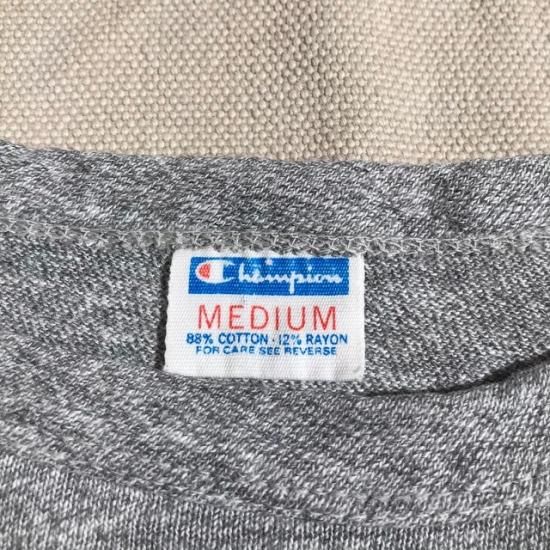 Champion
MEDIUM
88% COTTON · 12% RAYON
FOR CARE SEE REVERSE